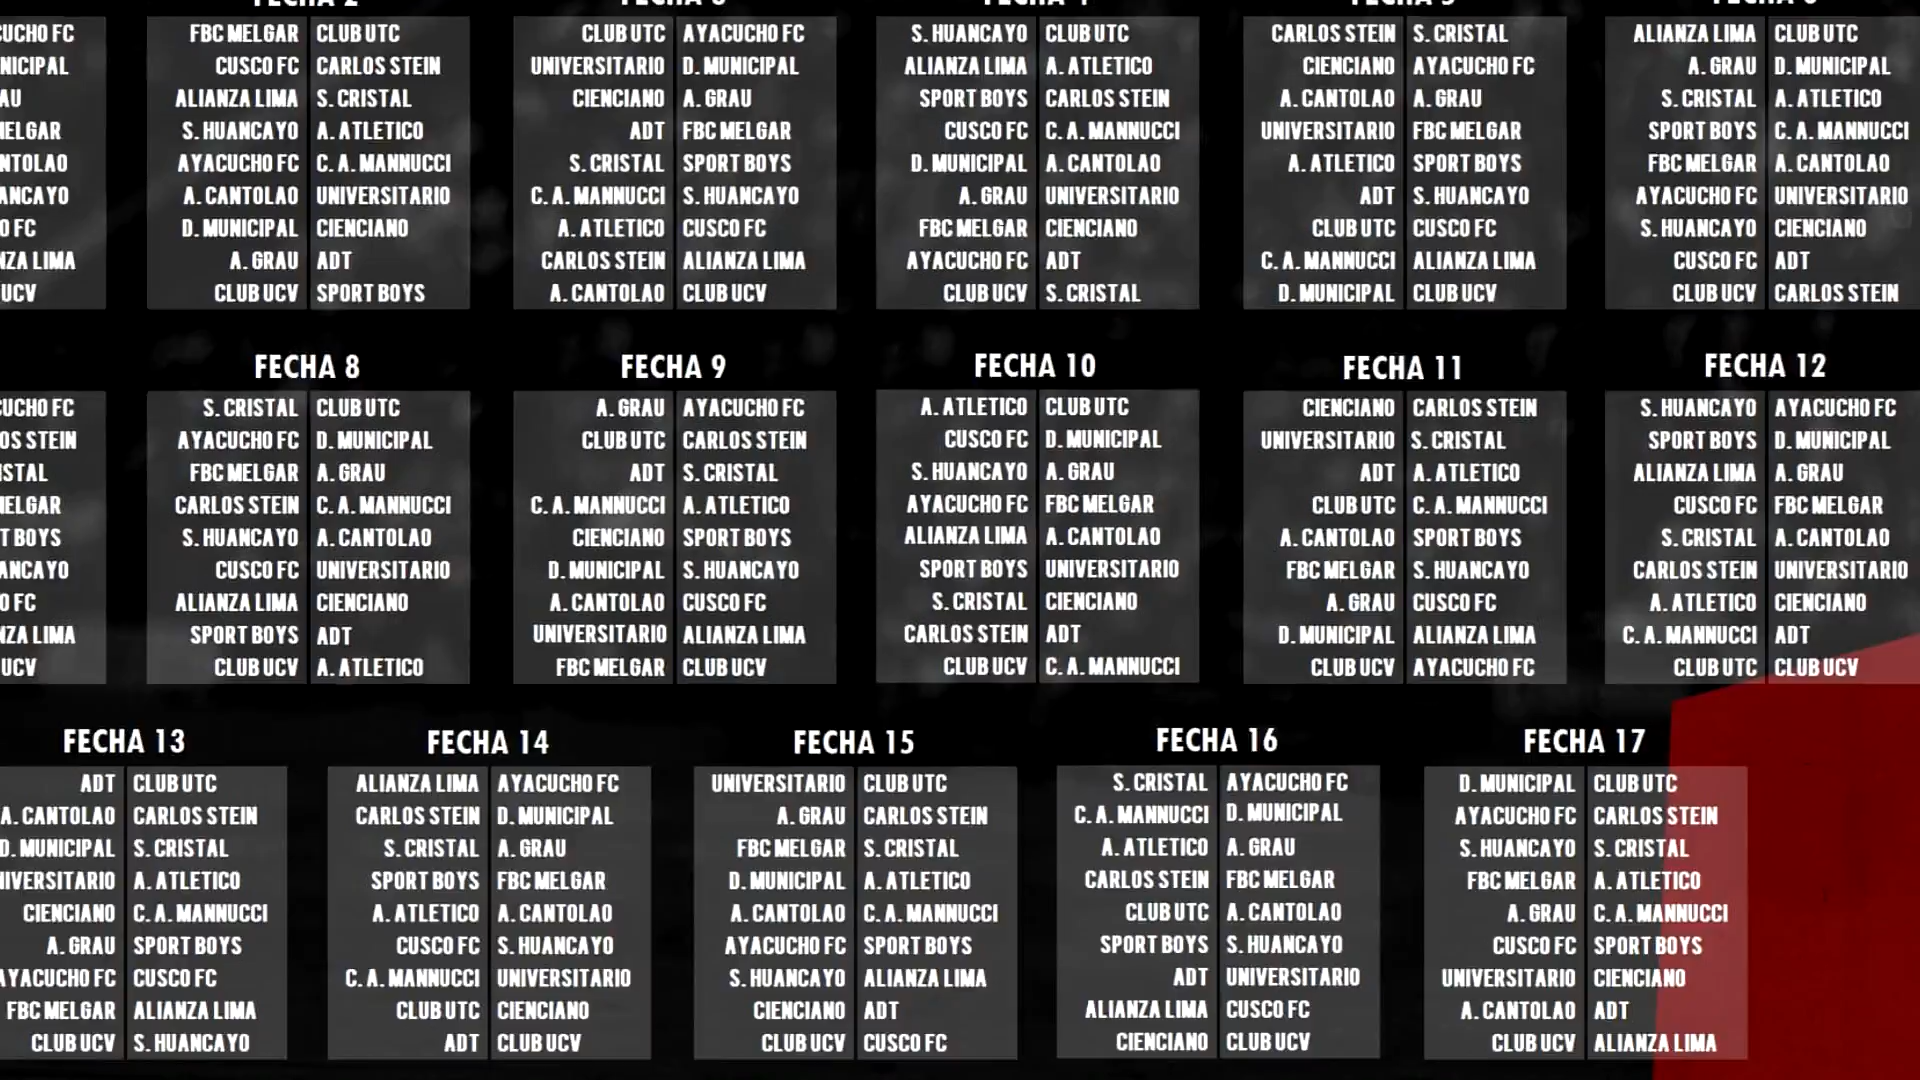 FECHA 2
FBC MELGAR CLUB UTC
CUSCO FC CARLOS STEIN
ALIANZA LIMA S. CRISTAL
S. HUANCAYO A. ATLETICO
AYACUCHO FC C. A. MANNUCCI
A. CANTOLAO UNIVERSITARIO
D. MUNICIPAL CIENCIANO
A. GRAU ADT
CLUB UCV SPORT BOYS
CLUB UTC AYACUCHO FC
UNIVERSITARIO D. MUNICIPAL
CIENCIANO A. GRAU
ADT FBC MELGAR
S. CRISTAL SPORT BOYS
C. A. MANNUCCI S. HUANCAYO
A. ATLETICO CUSCO FC
CARLOS STEIN ALIANZA LIMA
A. CANTOLAO CLUB UCV
S. HUANCAYO CLUB UTC
ALIANZA LIMA A. ATLETICO
SPORT BOYS CARLOS STEIN
CUSCO FC C. A. MANNUCCI
D. MUNICIPAL A. CANTOLAO
A. GRAU UNIVERSITARIO
FBC MELGAR CIENCIANO
AYACUCHO FC ADT
CLUB UCV S. CRISTAL
CARLOS STEIN S. CRISTAL
CIENCIANO AYACUCHO FC
A. CANTOLAO A. GRAU
UNIVERSITARIO FBC MELGAR
A. ATLETICO SPORT BOYS
ADT S. HUANCAYO
CLUB UTC CUSCO FC
C. A. MANNUCCI ALIANZA LIMA
D. MUNICIPAL CLUB UCV
ALIANZA LIMA CLUB UTC
A. GRAU D. MUNICIPAL
S. CRISTAL A. ATLETICO
SPORT BOYS C. A. MANNUCCI
FBC MELGAR A. CANTOLAO
AYACUCHO FC UNIVERSITARIO
S. HUANCAYO CIENCIANO
CUSCO FC ADT
CLUB UCV CARLOS STEIN
FECHA 8
S. CRISTAL CLUB UTC
AYACUCHO FC D. MUNICIPAL
FBC MELGAR A. GRAU
CARLOS STEIN C. A. MANNUCCI
S. HUANCAYO A. CANTOLAO
CUSCO FC UNIVERSITARIO
ALIANZA LIMA CIENCIANO
SPORT BOYS ADT
CLUB UCV A. ATLETICO
FECHA 9
A. GRAU AYACUCHO FC
CLUB UTC CARLOS STEIN
ADT S. CRISTAL
C. A. MANNUCCI A. ATLETICO
CIENCIANO SPORT BOYS
D. MUNICIPAL S. HUANCAYO
A. CANTOLAO CUSCO FC
UNIVERSITARIO ALIANZA LIMA
FBC MELGAR CLUB UCV
FECHA 10
A. ATLETICO CLUB UTC
CUSCO FC D. MUNICIPAL
S. HUANCAYO A. GRAU
AYACUCHO FC FBC MELGAR
ALIANZA LIMA A. CANTOLAO
SPORT BOYS UNIVERSITARIO
S. CRISTAL CIENCIANO
CARLOS STEIN ADT
CLUB UCV C. A. MANNUCCI
FECHA 11
CIENCIANO CARLOS STEIN
UNIVERSITARIO S. CRISTAL
ADT A. ATLETICO
CLUB UTC C. A. MANNUCCI
A. CANTOLAO SPORT BOYS
FBC MELGAR S. HUANCAYO
A. GRAU CUSCO FC
D. MUNICIPAL ALIANZA LIMA
CLUB UCV AYACUCHO FC
FECHA 12
S. HUANCAYO AYACUCHO FC
SPORT BOYS D. MUNICIPAL
ALIANZA LIMA A. GRAU
CUSCO FC FBC MELGAR
S. CRISTAL A. CANTOLAO
CARLOS STEIN UNIVERSITARIO
A. ATLETICO CIENCIANO
C. A. MANNUCCI ADT
CLUB UTC CLUB UCV
FECHA 13
ADT CLUB UTC
A. CANTOLAO CARLOS STEIN
D. MUNICIPAL S. CRISTAL
IVERSITARIO A. ATLETICO
CIENCIANO C. A. MANNUCCI
A. GRAU SPORT BOYS
AYACUCHO FC CUSCO FC
FBC MELGAR ALIANZA LIMA
CLUB UCV S. HUANCAYO
FECHA 14
ALIANZA LIMA AYACUCHO FC
CARLOS STEIN D. MUNICIPAL
S. CRISTAL A. GRAU
SPORT BOYS FBC MELGAR
A. ATLETICO A. CANTOLAO
CUSCO FC S. HUANCAYO
C. A. MANNUCCI UNIVERSITARIO
CLUB UTC CIENCIANO
ADT CLUB UCV
FECHA 15
UNIVERSITARIO CLUB UTC
A. GRAU CARLOS STEIN
FBC MELGAR S. CRISTAL
D. MUNICIPAL A. ATLETICO
A. CANTOLAO C. A. MANNUCCI
AYACUCHO FC SPORT BOYS
S. HUANCAYO ALIANZA LIMA
CIENCIANO ADT
CLUB UCV CUSCO FC
FECHA 16
S. CRISTAL AYACUCHO FC
C. A. MANNUCCI D. MUNICIPAL
A. ATLETICO A. GRAU
CARLOS STEIN FBC MELGAR
CLUB UTC A. CANTOLAO
SPORT BOYS S. HUANCAYO
ADT UNIVERSITARIO
ALIANZA LIMA CUSCO FC
CIENCIANO CLUB UCV
FECHA 17
D. MUNICIPAL CLUB UTC
AYACUCHO FC CARLOS STEIN
S. HUANCAYO S. CRISTAL
FBC MELGAR A. ATLETICO
A. GRAU C. A. MANNUCCI
CUSCO FC SPORT BOYS
UNIVERSITARIO CIENCIANO
A. CANTOLAO ADT
CLUB UCV ALIANZA LIMA